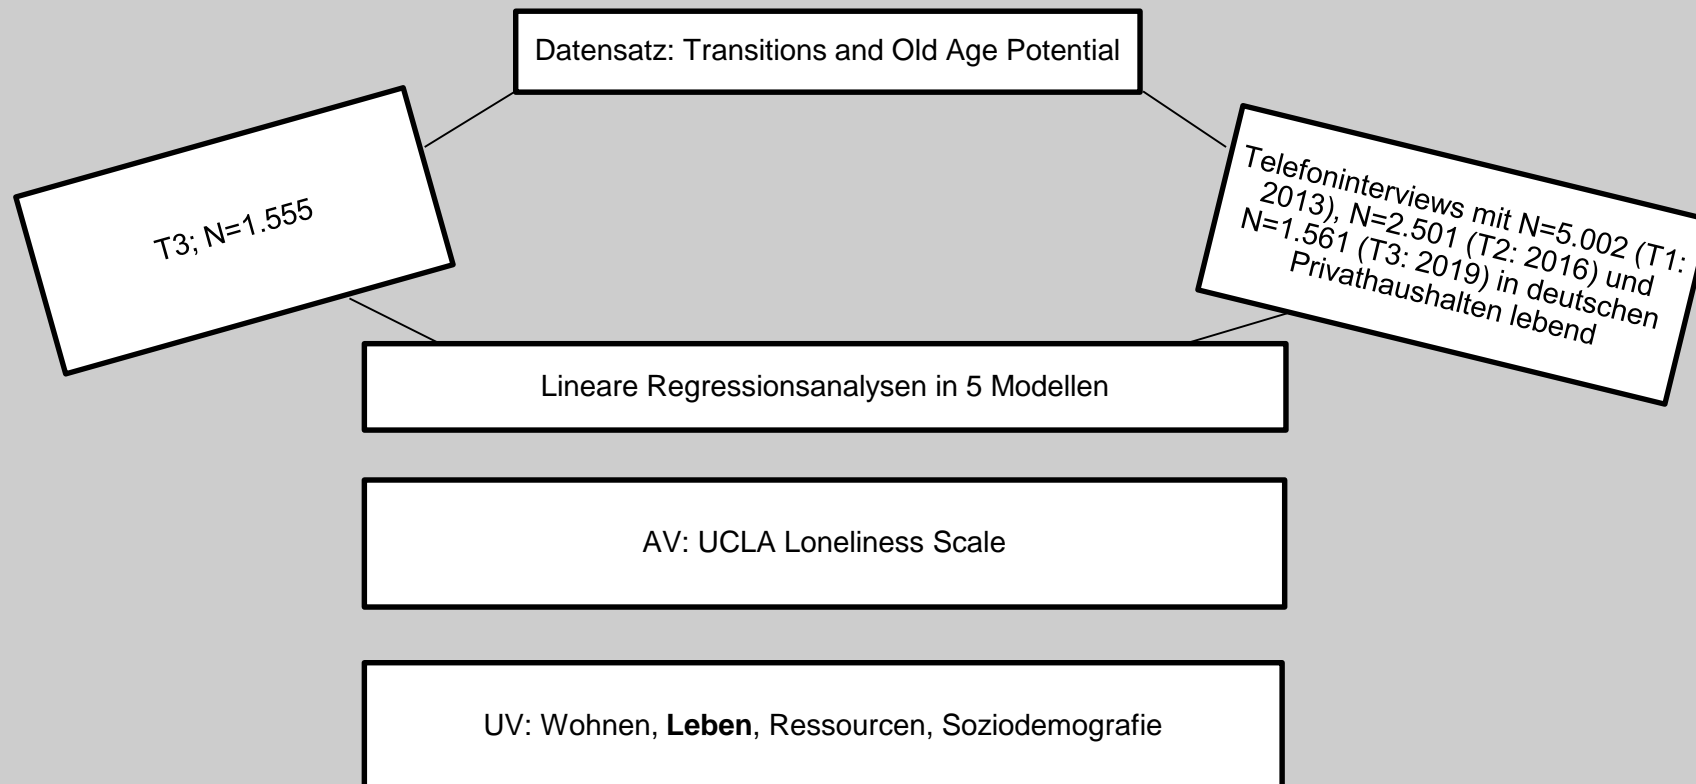 Datensatz: Transitions and Old Age Potential
T3; N=1.555
Telefoninterviews mit N=5.002 (T1:
2013), N=2.501 (T2: 2016) und
N=1.561 (T3: 2019) in deutschen
Privathaushalten lebend
Lineare Regressionsanalysen in 5 Modellen
AV: UCLA Loneliness Scale
UV: Wohnen, Leben, Ressourcen, Soziodemografie